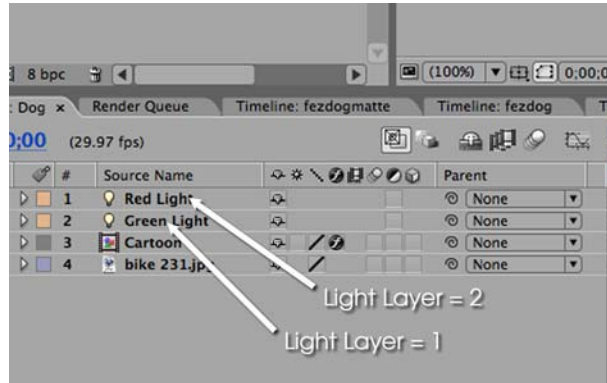 8 bpc (100%) 0;00;0
: Dog × Render Queue Timeline: fezdogmatte Timeline: fezdog T
0;00 (29.97 fps)
# Source Name Parent
1 Red Light None
2 Green Light None
3 Cartoon None
4 bike 231.jpg None
Light Layer = 2
Light Layer = 1